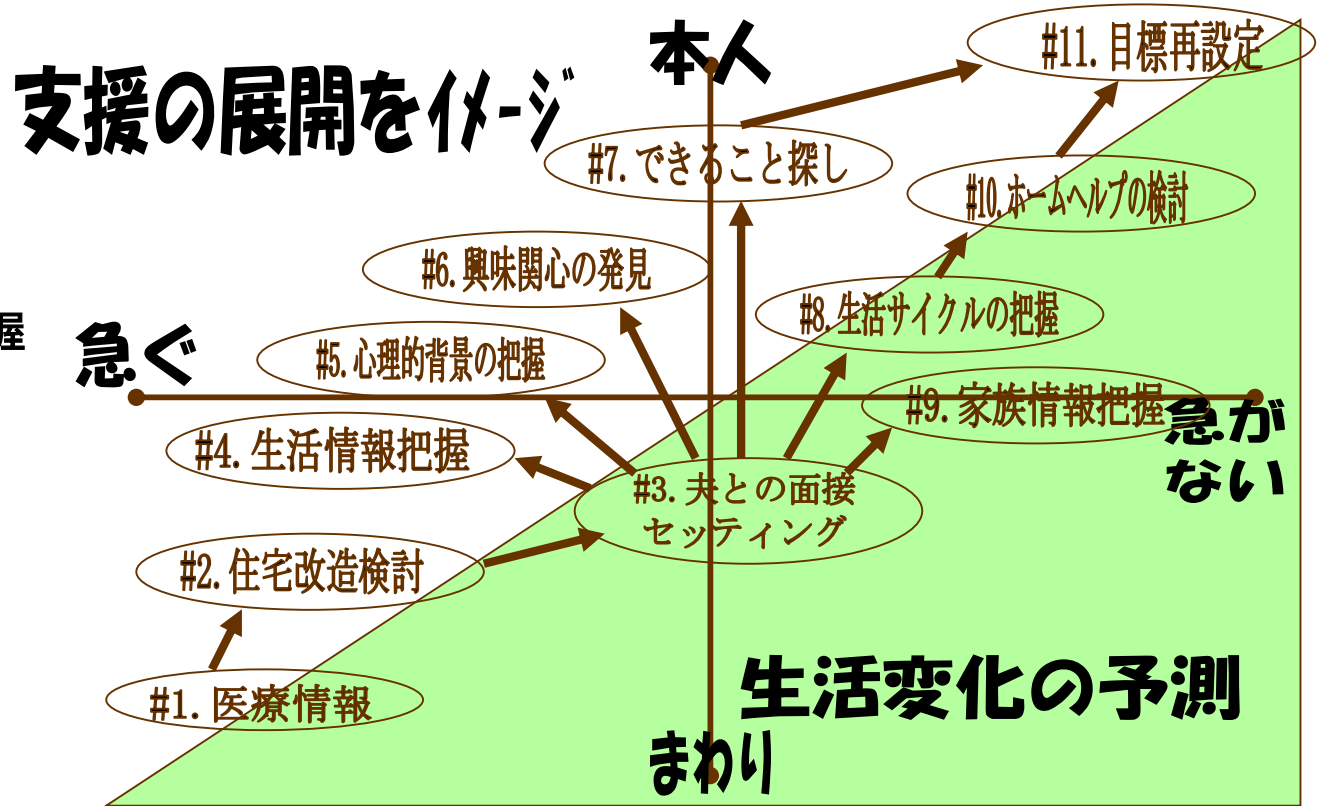 支援の展開をイメージ
本人
#11.目標再設定
#7.できること探し
#10.ホームヘルプの検討
#6.興味関心の発見
#8.生活サイクルの把握
握
急ぐ
#5.心理的背景の把握
#9.家族情報把握
急が
ない
#4.生活情報把握
#3.夫との面接
セッティング
#2.住宅改造検討
#1.医療情報
生活変化の予測
まわり